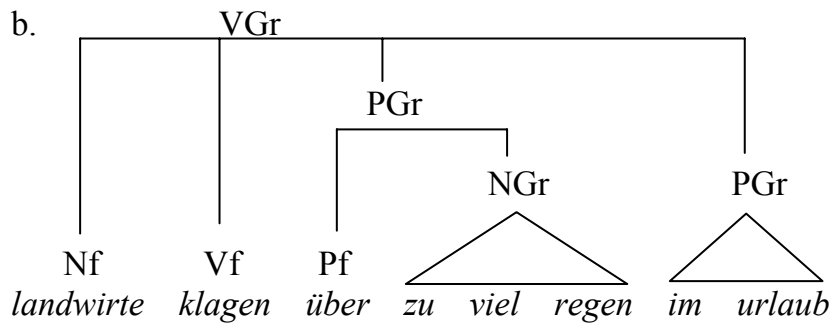 b.
VGr
PGr
NGr PGr
Nf Vf Pf
landwirte klagen über zu viel regen im urlaub